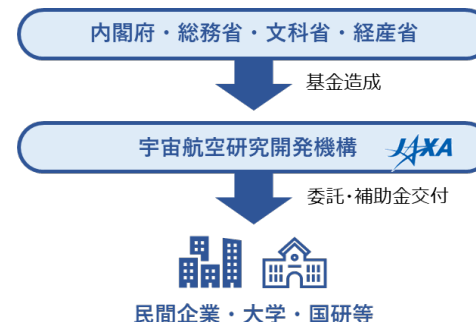 内閣府・総務省・文科省・経産省
基金造成
宇宙航空研究開発機構 JAXA
委託・補助金交付
民間企業・大学・国研等